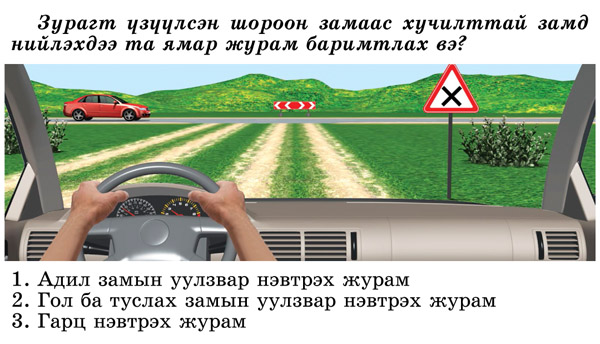 Зурагт үзүүлсэн шороон замаас хучилттай замд
нийлэхдээ та ямар журам баримтлах вэ?
1. Адил замын уулзвар нэвтрэх журам
2. Гол ба туслах замын уулзвар нэвтрэх журам
3. Гарц нэвтрэх журам